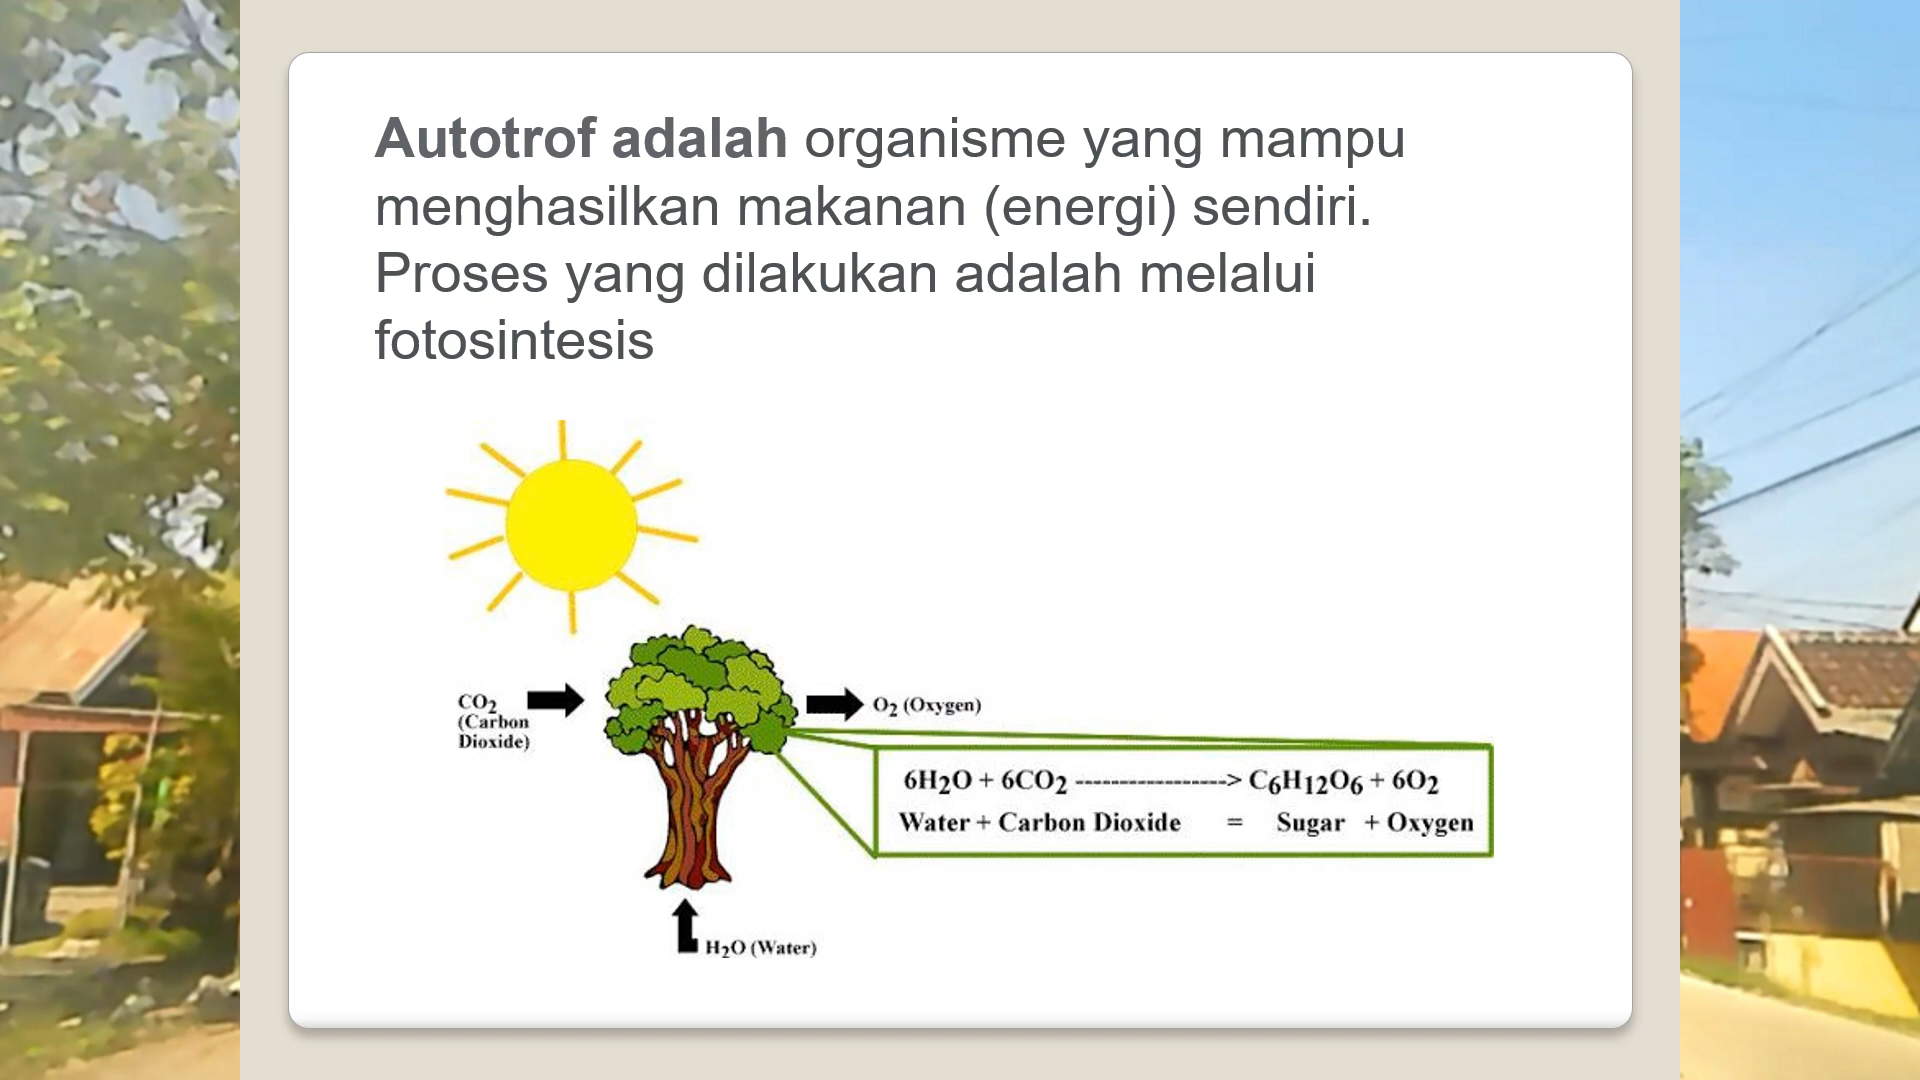 Autotrof adalah organisme yang mampu
menghasilkan makanan (energi) sendiri.
Proses yang dilakukan adalah melalui
fotosintesis
CO2
(Carbon
Dioxide)
O2 (Oxygen)
6H2O + 6CO2 -----------------> C6H12O6 + 6O2
Water + Carbon Dioxide = Sugar + Oxygen
H2O (Water)